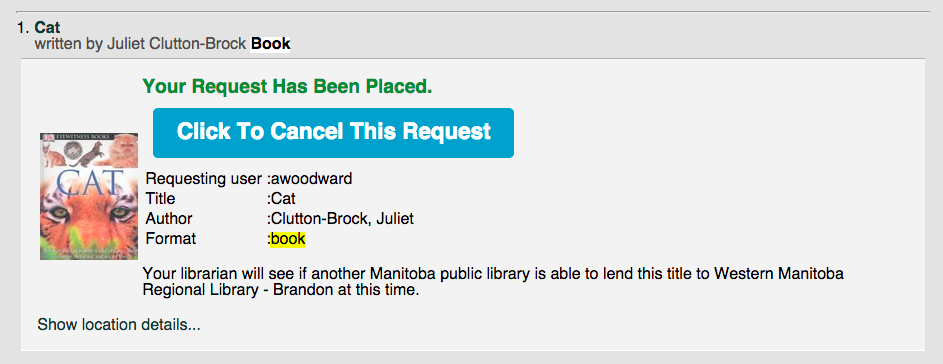 1. Cat
written by Juliet Clutton-Brock Book
Your Request Has Been Placed.
Click To Cancel This Request
EYEWITNESS BOOKS
CAT
Requesting user :awoodward
Title :Cat
Author :Clutton-Brock, Juliet
Format :book
Your librarian will see if another Manitoba public library is able to lend this title to Western Manitoba
Regional Library - Brandon at this time.
Show location details...